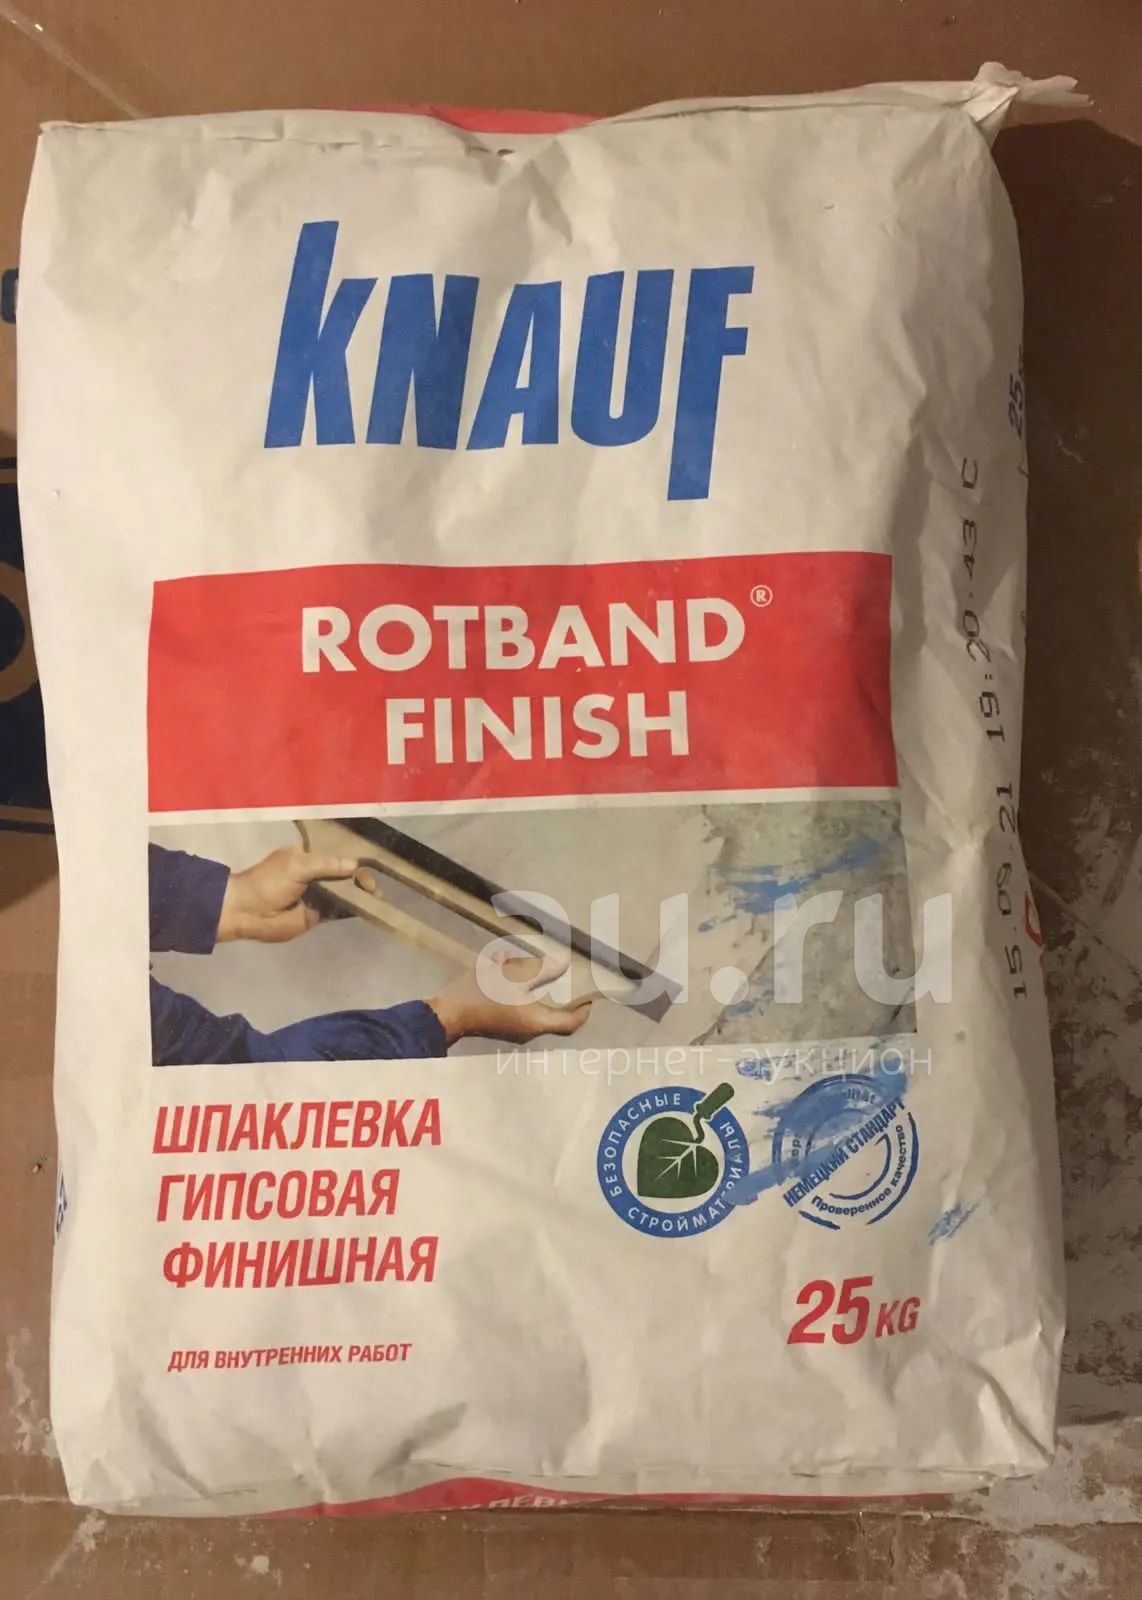 KNAUF
ROTBAND®
FINISH
au.ru
интернет-аукцион
ШПАКЛЕВКА
ГИПСОВАЯ
ФИНИШНАЯ
ДЛЯ ВНУТРЕННИХ РАБОТ
БЕЗОПАСНЫЕ
СТРОЙМАТЕРИАЛЫ
НЕМЕЦКИЙ СТАНДАРТ
Проверенное качество
25 KG
15.09.21 19:20:43 C